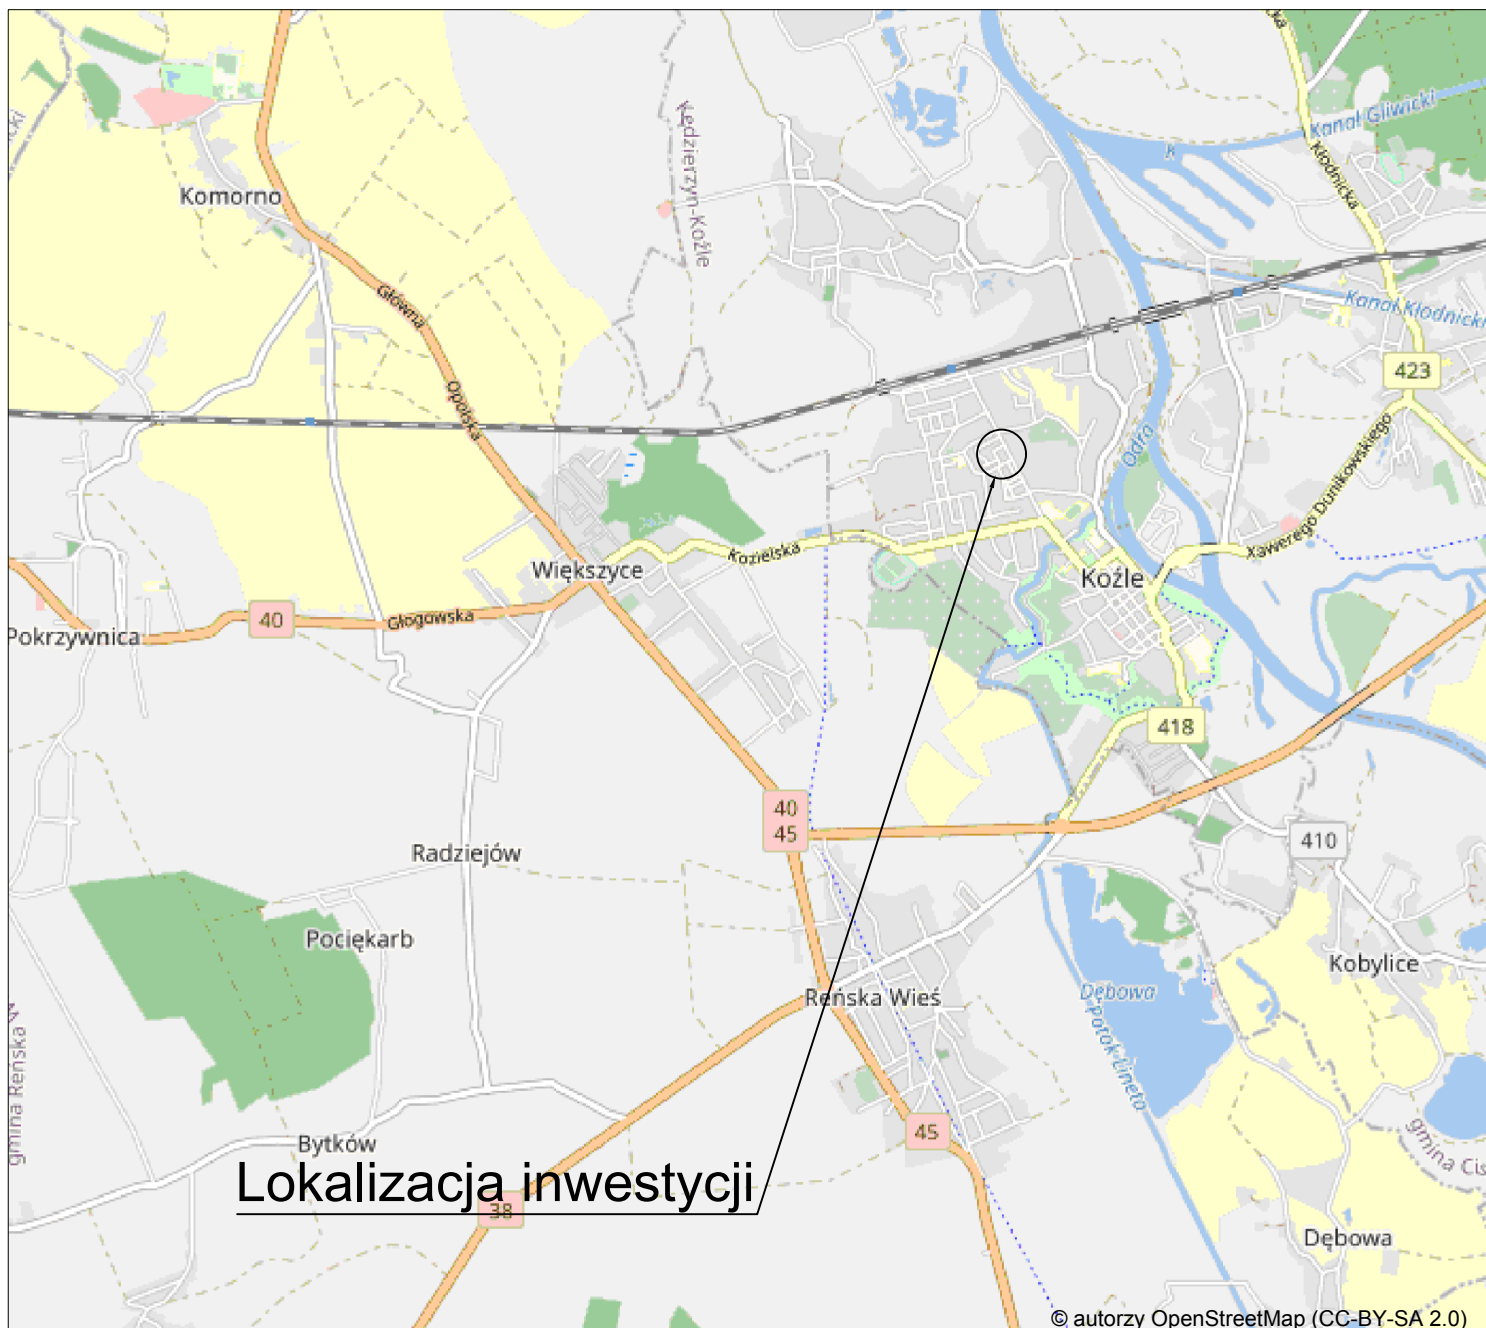 Kłodnicka
Kanał Gliwicki
Kędzierzyn-Koźle
Komorno
Kanał Kłodnicki
Główna
423
Opolska
Odra
Xawerego Dunikowskiego
Kozielska
Większyce
Koźle
40
Głogowska
Pokrzywnica
418
40
45
410
Radziejów
Pociękarb
Kobylice
Reńska Wieś
Dębowa
Potok Lineta
gmina Reńska W
45
Bytków
gmina Cis
Lokalizacja inwestycji
38
Dębowa
© autorzy OpenStreetMap (CC-BY-SA 2.0)